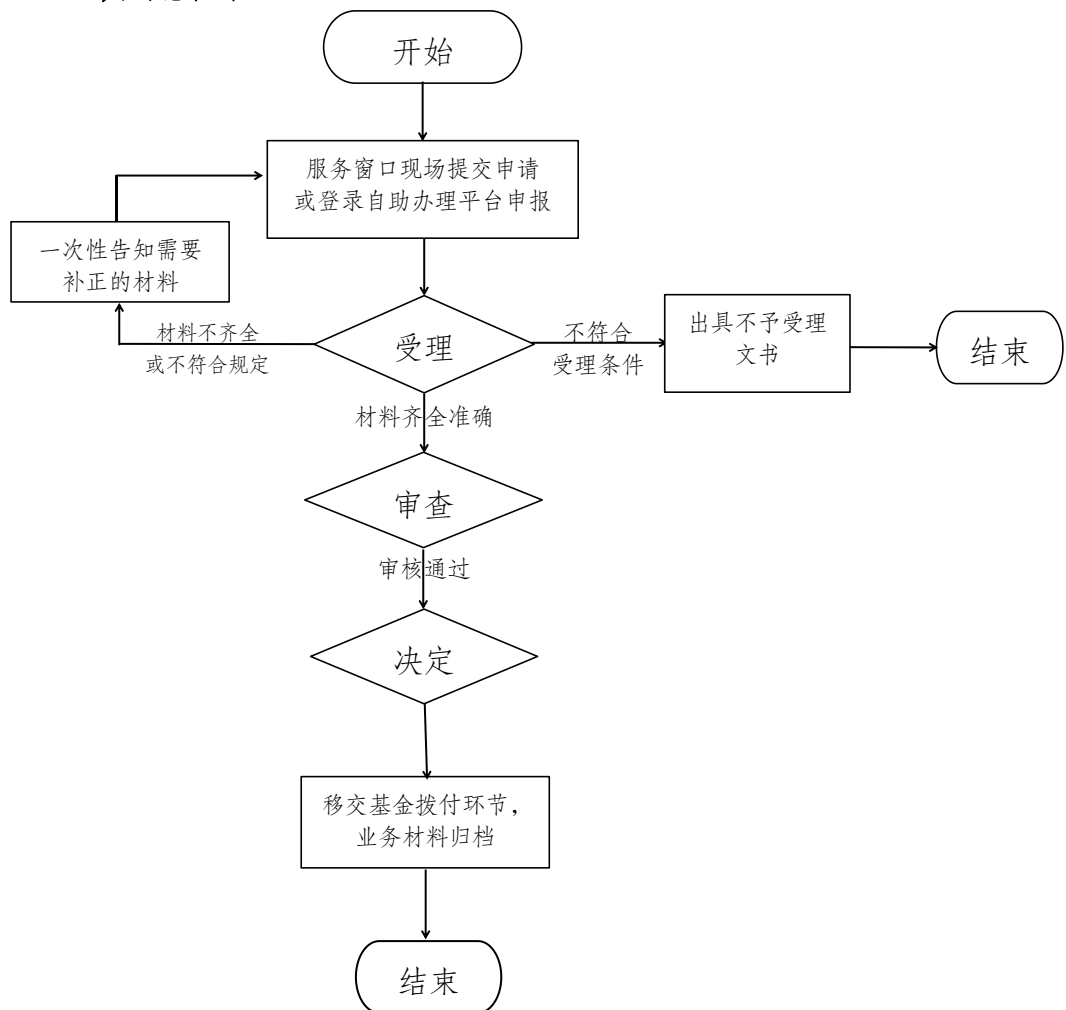 开始
服务窗口现场提交申请
或登录自助办理平台申报
一次性告知需要
补正的材料
材料不齐全
或不符合规定
受理
不符合
受理条件
出具不予受理
文书
结束
材料齐全准确
审查
审核通过
决定
移交基金拨付环节，
业务材料归档
结束